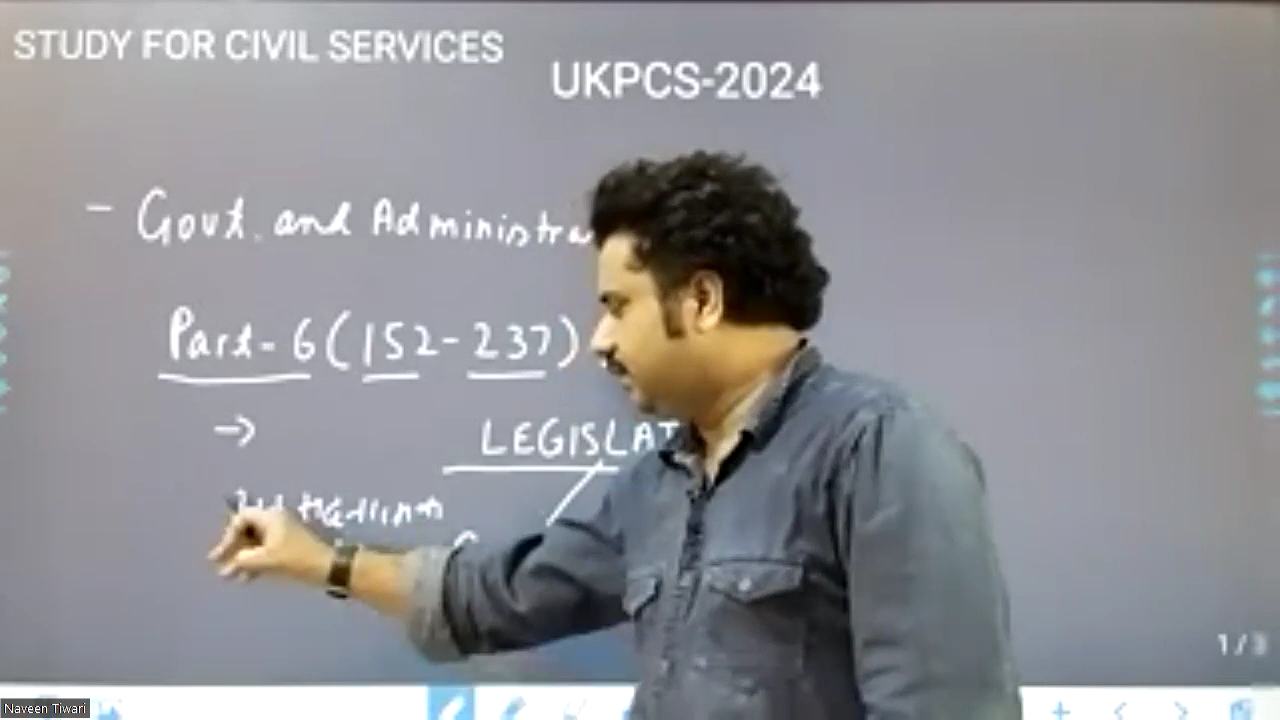 STUDY FOR CIVIL SERVICES
UKPCS-2024
- Govt. and Administra
Part-6 (152-237)
→ LEGISLAT
1/3
Naveen Tiwari